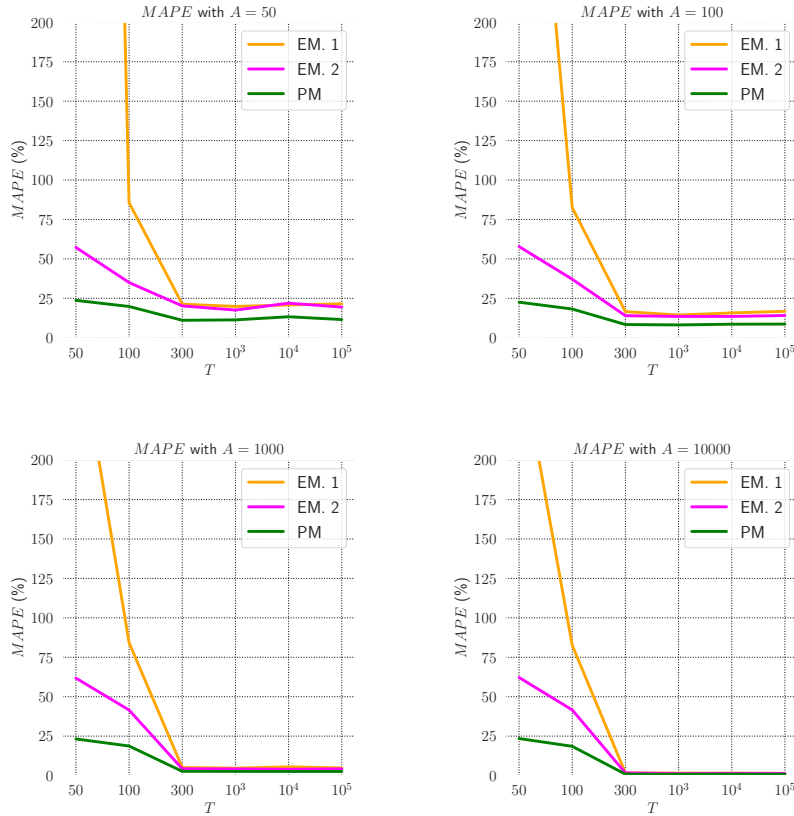 MAPE with A = 50
200
175
150
125
100
75
50
25
0
MAPE (%)
EM. 1
EM. 2
PM
50 100 300 10³ 10⁴ 10⁵
T
MAPE with A = 100
200
175
150
125
100
75
50
25
0
MAPE (%)
EM. 1
EM. 2
PM
50 100 300 10³ 10⁴ 10⁵
T
MAPE with A = 1000
200
175
150
125
100
75
50
25
0
MAPE (%)
EM. 1
EM. 2
PM
50 100 300 10³ 10⁴ 10⁵
T
MAPE with A = 10000
200
175
150
125
100
75
50
25
0
MAPE (%)
EM. 1
EM. 2
PM
50 100 300 10³ 10⁴ 10⁵
T